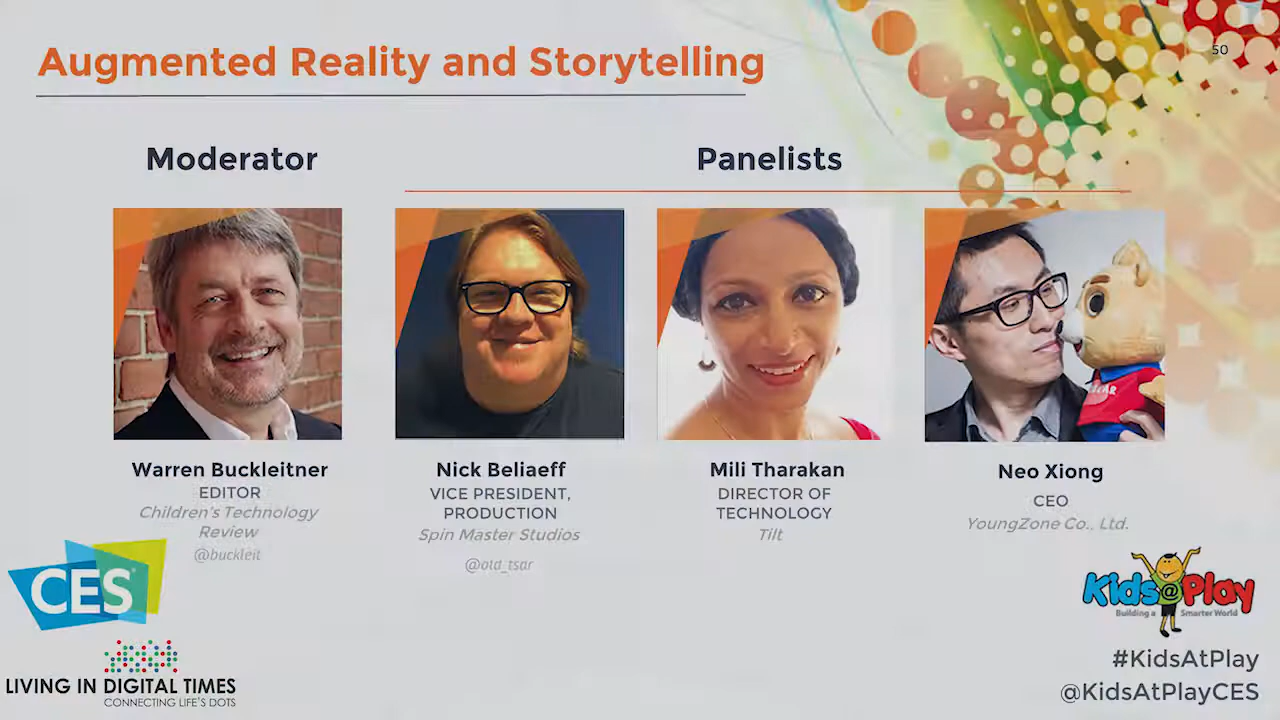 Augmented Reality and Storytelling
50
Moderator
Panelists
Warren Buckleitner
EDITOR
Children's Technology
Review
@buckleit
Nick Beliaeff
VICE PRESIDENT,
PRODUCTION
Spin Master Studios
@old_tsar
Mili Tharakan
DIRECTOR OF
TECHNOLOGY
Tilt
Neo Xiong
CEO
YoungZone Co., Ltd.
CES
LIVING IN DIGITAL TIMES
CONNECTING LIFE'S DOTS
Kids@Play
Building a Smarter World
#KidsAtPlay
@KidsAtPlayCES